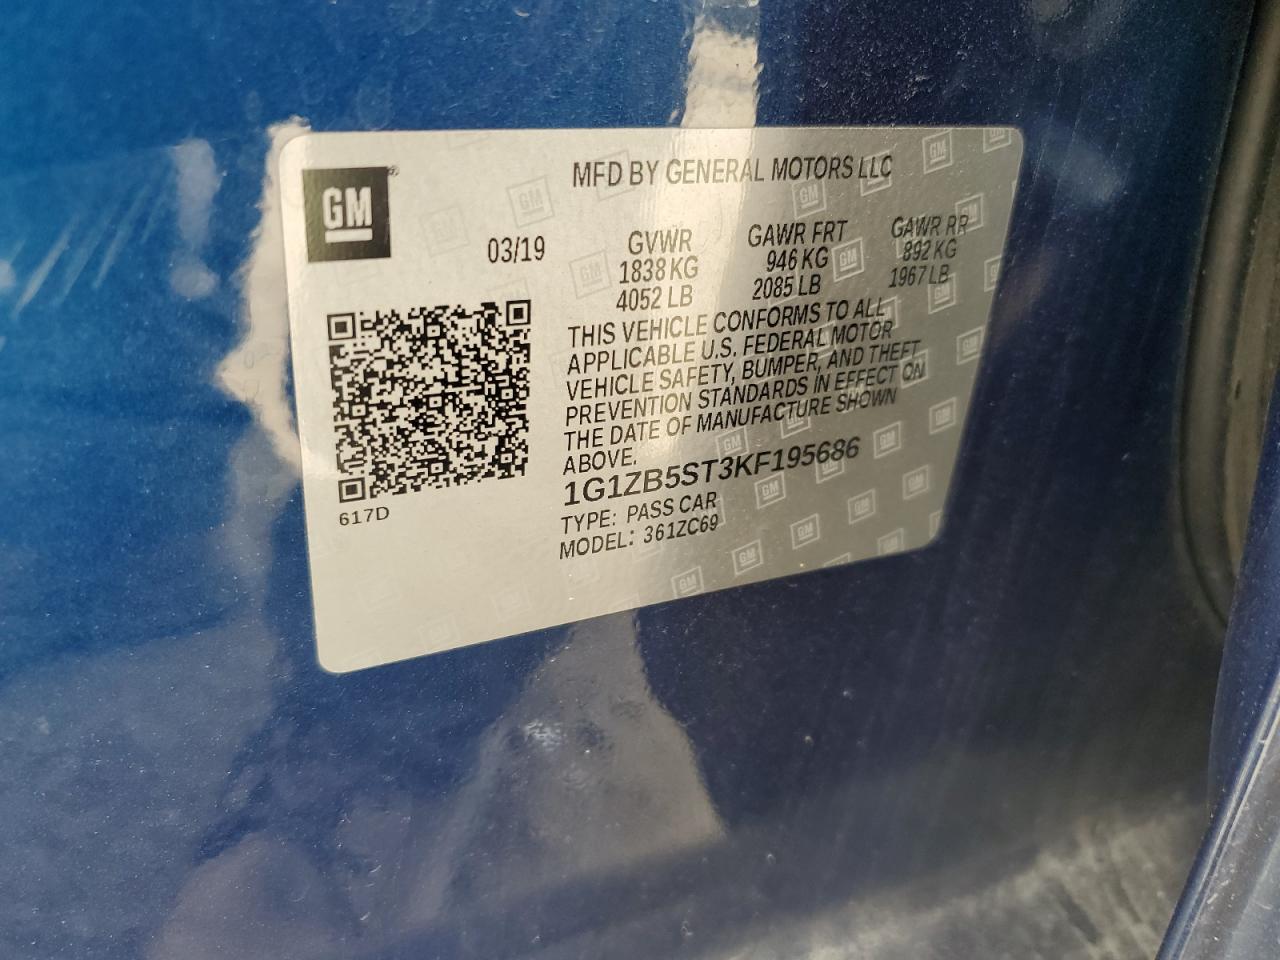 GM
MFD BY GENERAL MOTORS LLC
03/19
GVWR GAWR FRT GAWR RR
1838 KG 946 KG 892 KG
4052 LB 2085 LB 1967 LB
THIS VEHICLE CONFORMS TO ALL
APPLICABLE U.S. FEDERAL MOTOR
VEHICLE SAFETY, BUMPER, AND THEFT
PREVENTION STANDARDS IN EFFECT ON
THE DATE OF MANUFACTURE SHOWN
ABOVE.
1G1ZB5ST3KF195686
TYPE: PASS CAR
MODEL: 361ZC69
617D